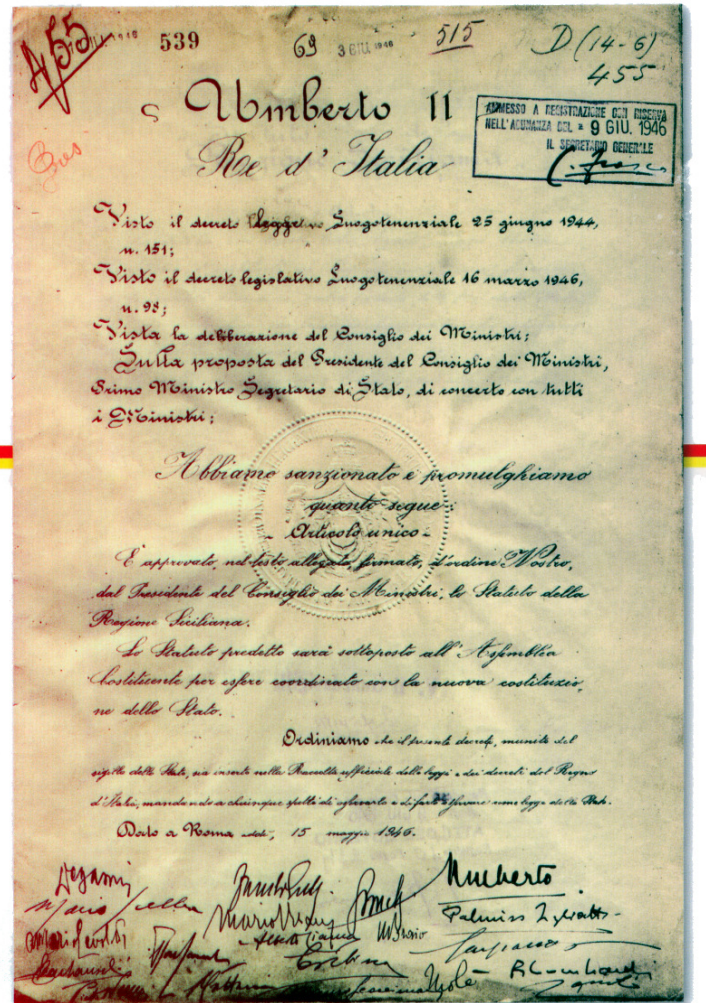 455
539
69
3 GIU. 1946
515
D (14-6)
455
Umberto II
Re d'Italia
AMMESSO A REGISTRAZIONE CON RISERVA
NELL'ADUNANZA DEL 9 GIU. 1946
IL SEGRETARIO GENERALE
Visto il decreto Luogotenenziale 25 giugno 1944,
n. 151;
Visto il decreto legislativo Luogotenenziale 16 marzo 1946,
n. 98;
Vista la deliberazione del Consiglio dei Ministri;
Sulla proposta del Presidente del Consiglio dei Ministri,
Primo Ministro Segretario di Stato, di concerto con tutti
i Ministri;
Abbiamo sanzionato e promulghiamo
quanto segue:
- Articolo unico -
È approvato, nel testo allegato, firmato, d'ordine Nostro,
dal Presidente del Consiglio dei Ministri, lo Statuto della
Regione Siciliana.
Lo Statuto predetto sarà sottoposto all'Assemblea
Costituente per essere coordinato con la nuova costituzio,
ne dello Stato.
Ordiniamo che il presente decreto, munito del
sigillo dello Stato, sia inserto nella Raccolta ufficiale delle leggi e dei decreti del Regno
d'Italia, mandando a chiunque spetti di osservarlo e di farlo osservare come legge dello Stato.
Dato a Roma addì, 15 maggio 1946.
Umberto